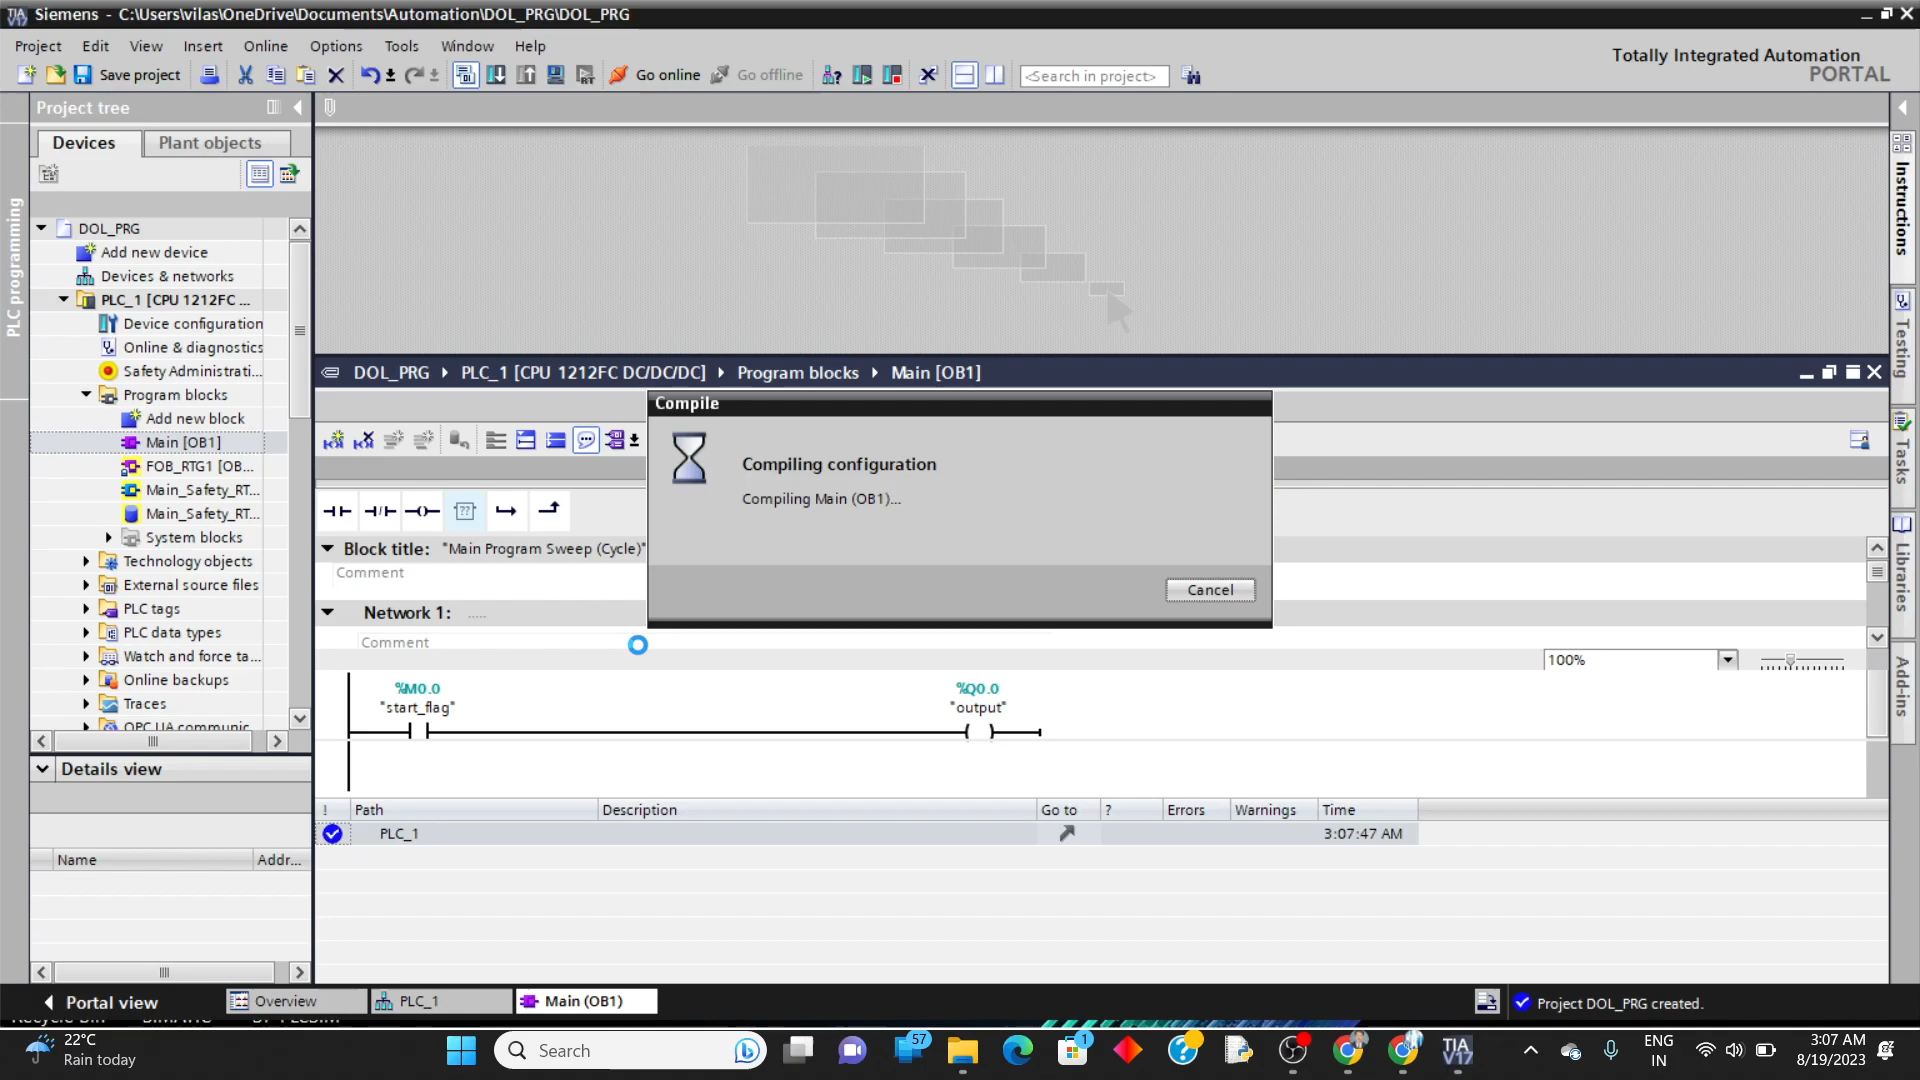 Siemens - C:\Users\vilas\OneDrive\Documents\Automation\DOL_PRG\DOL_PRG
Project Edit View Insert Online Options Tools Window Help
Totally Integrated Automation
PORTAL
Save project
Go online
Go offline
<Search in project>
Project tree
Devices
Plant objects
PLC programming
DOL_PRG
Add new device
Devices & networks
PLC_1 [CPU 1212FC ...
Device configuration
Online & diagnostics
Safety Administrati...
Program blocks
Add new block
Main [OB1]
FOB_RTG1 [OB...
Main_Safety_RT...
Main_Safety_RT...
System blocks
Technology objects
External source files
PLC tags
PLC data types
Watch and force ta...
Online backups
Traces
OPC UA communic...
Details view
Name Addr...
DOL_PRG PLC_1 [CPU 1212FC DC/DC/DC] Program blocks Main [OB1]
Compile
Compiling configuration
Compiling Main (OB1)...
Cancel
Block title: "Main Program Sweep (Cycle)"
Comment
Network 1: .....
Comment
100%
%M0.0
"start_flag"
%Q0.0
"output"
! Path Description Go to ? Errors Warnings Time
PLC_1 3:07:47 AM
Instructions
Testing
Tasks
Libraries
Add-ins
Portal view
Overview
PLC_1
Main (OB1)
Project DOL_PRG created.
22°C
Rain today
Search
57
1
TIA
V17
ENG
IN
3:07 AM
8/19/2023